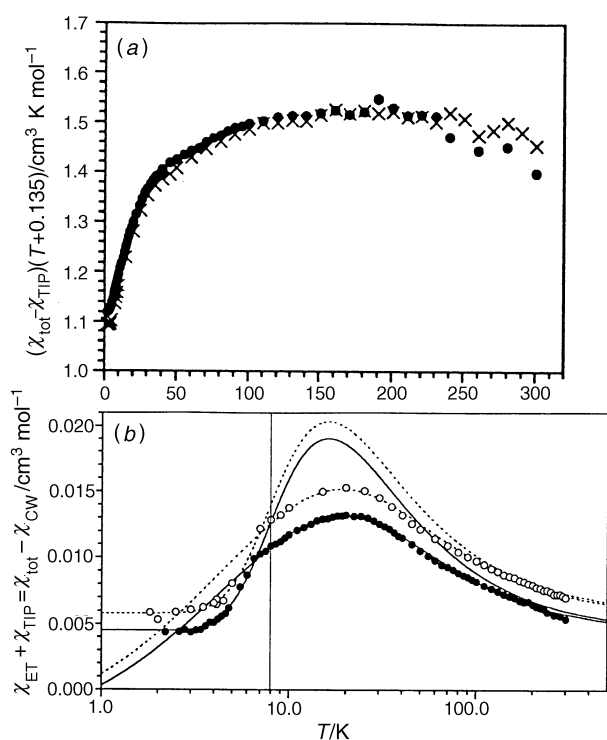 (a)
(χtot-χTIP)(T+0.135)/cm³ K mol⁻¹
1.7
1.6
1.5
1.4
1.3
1.2
1.1
1.0
0 50 100 150 200 250 300
(b)
χET + χTIP = χtot – χCW/cm³ mol⁻¹
0.020
0.015
0.010
0.005
0.000
1.0 10.0 100.0
T/K